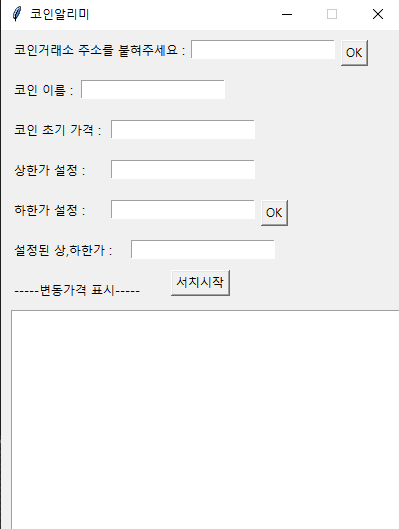 코인알리미
코인거래소 주소를 붙혀주세요 : OK
코인 이름 :
코인 초기 가격 :
상한가 설정 :
하한가 설정 : OK
설정된 상,하한가 :
-----변동가격 표시----- 서치시작